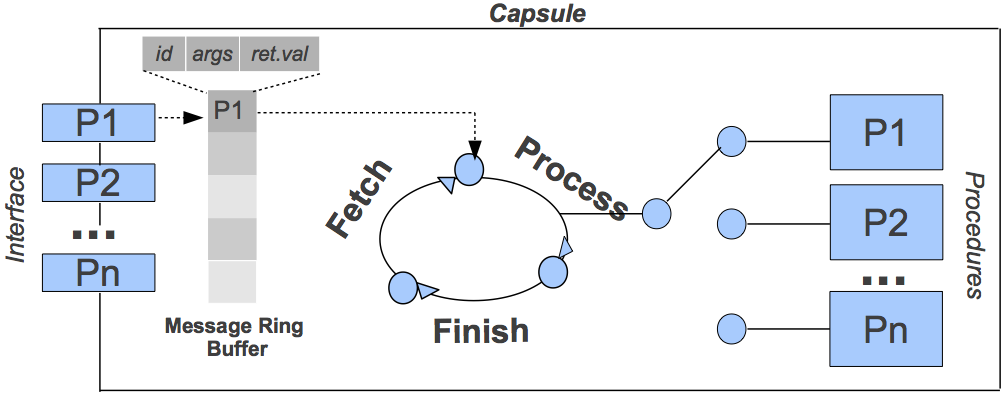 Capsule
id args ret.val
Interface
P1
P2
...
Pn
P1
Message Ring
Buffer
Fetch
Process
Finish
P1
P2
...
Pn
Procedures